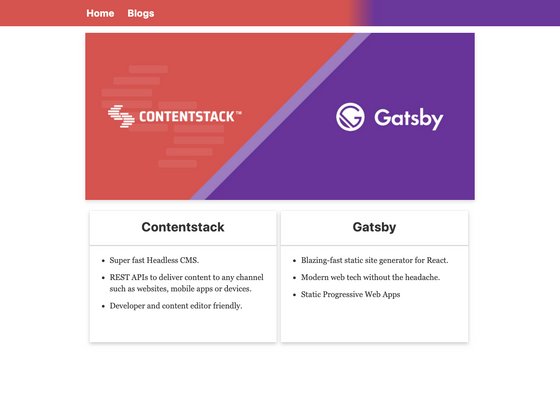 Home Blogs
CONTENTSTACK™
Gatsby
Contentstack
Super fast Headless CMS.
REST APIs to deliver content to any channel
such as websites, mobile apps or devices.
Developer and content editor friendly.
Gatsby
Blazing-fast static site generator for React.
Modern web tech without the headache.
Static Progressive Web Apps